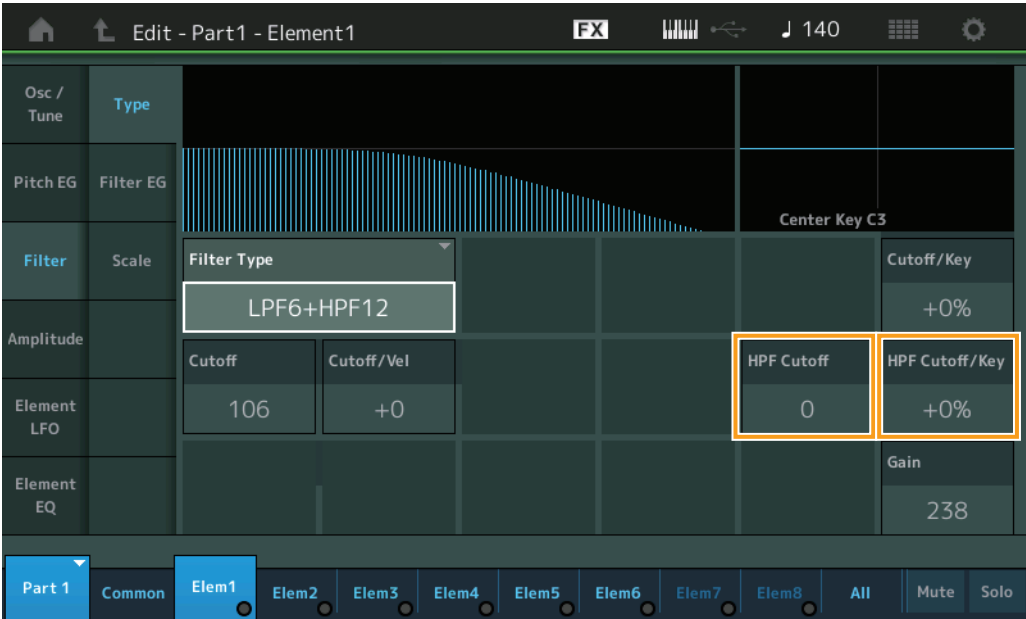 Edit - Part1 - Element1
FX
140
Osc /
Tune
Type
Pitch EG
Filter EG
Center Key C3
Filter
Scale
Filter Type
LPF6+HPF12
Cutoff/Key
+0%
Amplitude
Cutoff
106
Cutoff/Vel
+0
HPF Cutoff
0
HPF Cutoff/Key
+0%
Element
LFO
Element
EQ
Gain
238
Part 1
Common
Elem1
Elem2
Elem3
Elem4
Elem5
Elem6
Elem7
Elem8
All
Mute
Solo